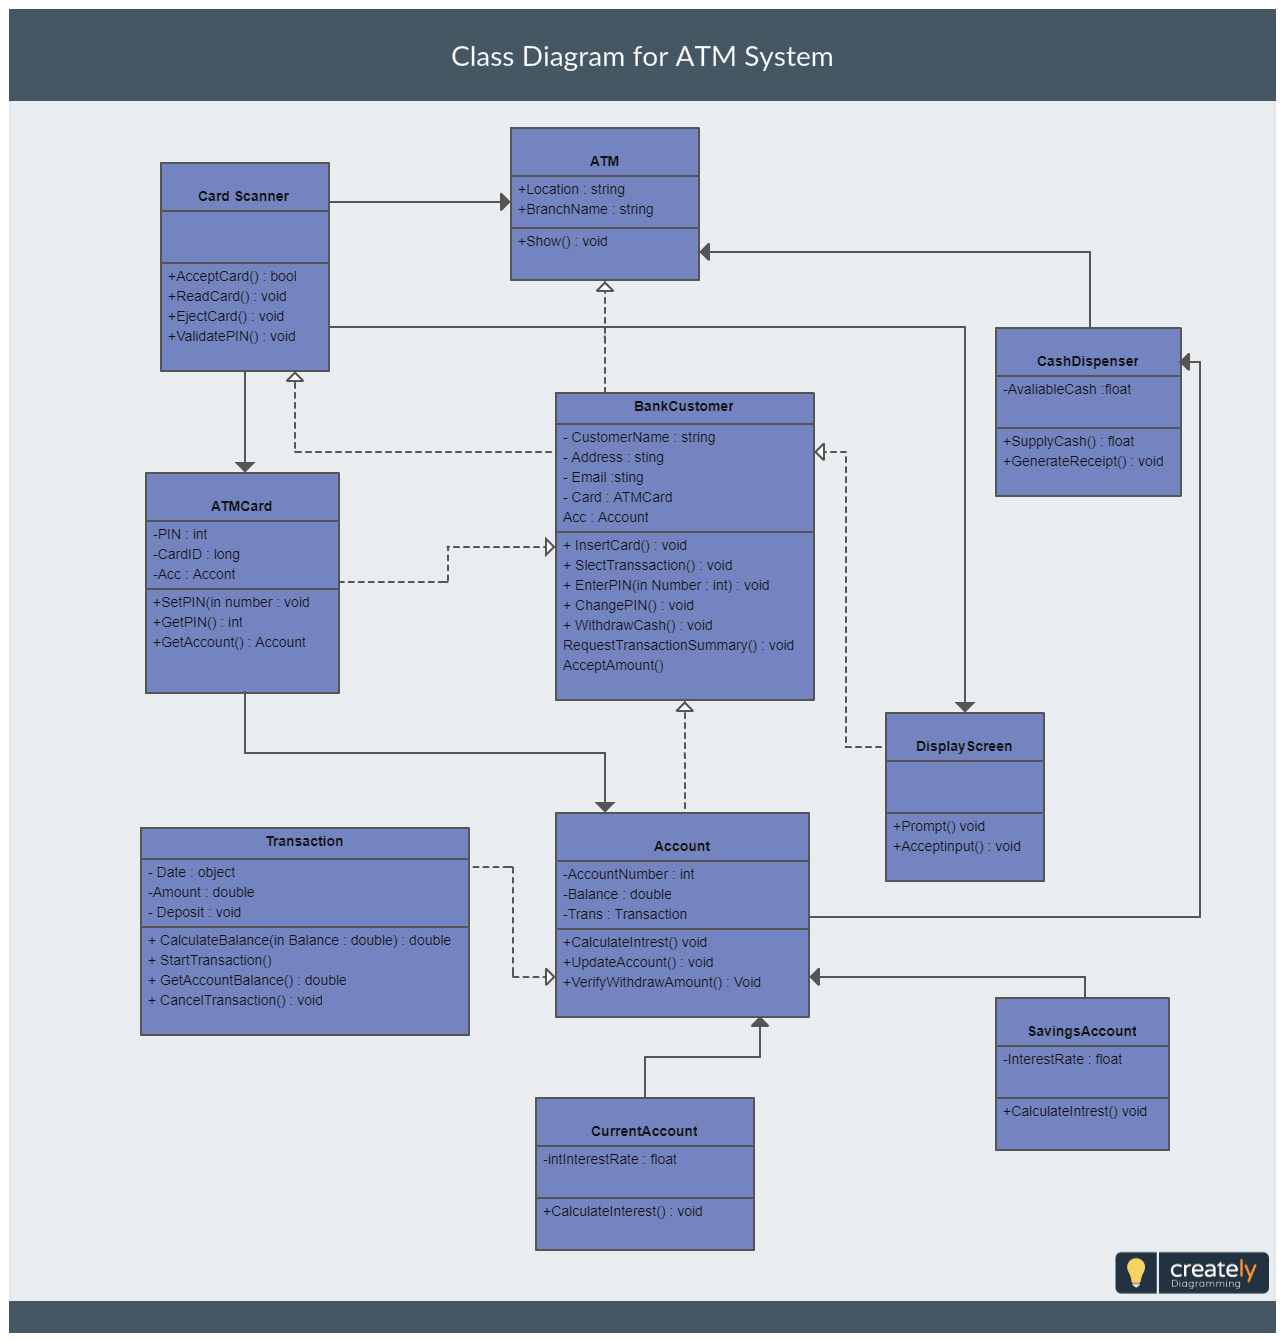 Class Diagram for ATM System
ATM
+Location : string
+BranchName : string
+Show() : void
Card Scanner
+AcceptCard() : bool
+ReadCard() : void
+EjectCard() : void
+ValidatePIN() : void
CashDispenser
-AvaliableCash :float
+SupplyCash() : float
+GenerateReceipt() : void
BankCustomer
- CustomerName : string
- Address : sting
- Email :sting
- Card : ATMCard
Acc : Account
+ InsertCard() : void
+ SlectTranssaction() : void
+ EnterPIN(in Number : int) : void
+ ChangePIN() : void
+ WithdrawCash() : void
RequestTransactionSummary() : void
AcceptAmount()
ATMCard
-PIN : int
-CardID : long
-Acc : Accont
+SetPIN(in number : void
+GetPIN() : int
+GetAccount() : Account
DisplayScreen
+Prompt() void
+Acceptinput() : void
Transaction
- Date : object
-Amount : double
- Deposit : void
+ CalculateBalance(in Balance : double) : double
+ StartTransaction()
+ GetAccountBalance() : double
+ CancelTransaction() : void
Account
-AccountNumber : int
-Balance : double
-Trans : Transaction
+CalculateIntrest() void
+UpdateAccount() : void
+VerifyWithdrawAmount() : Void
SavingsAccount
-InterestRate : float
+CalculateIntrest() void
CurrentAccount
-intInterestRate : float
+CalculateInterest() : void
creately
Diagramming